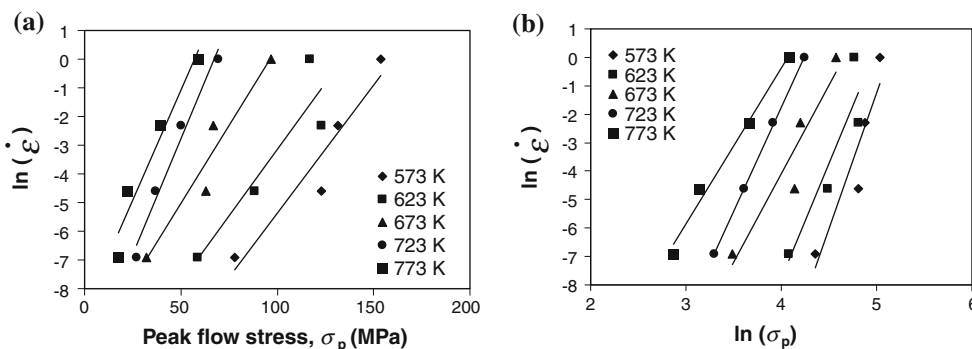 (a)
1
0
-1
-2
-3
-4
-5
-6
-7
-8
ln (ε̇)
0
50
100
150
200
Peak flow stress, σp (MPa)
573 K
623 K
673 K
723 K
773 K
(b)
1
0
-1
-2
-3
-4
-5
-6
-7
-8
ln (ε̇)
2
3
4
5
6
ln (σp)
573 K
623 K
673 K
723 K
773 K